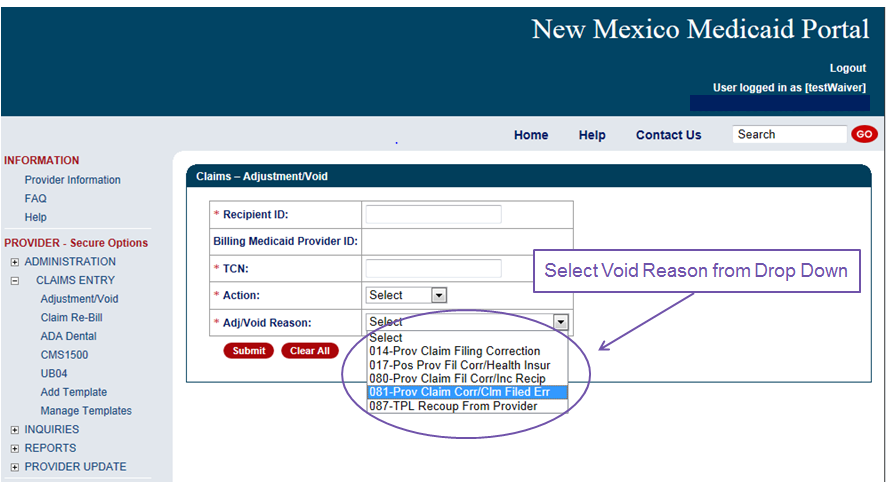 New Mexico Medicaid Portal
Logout
User logged in as [testWaiver]
Home Help Contact Us Search GO
INFORMATION
Provider Information
FAQ
Help
PROVIDER - Secure Options
ADMINISTRATION
CLAIMS ENTRY
Adjustment/Void
Claim Re-Bill
ADA Dental
CMS1500
UB04
Add Template
Manage Templates
INQUIRIES
REPORTS
PROVIDER UPDATE
Claims – Adjustment/Void
* Recipient ID:
Billing Medicaid Provider ID:
* TCN:
* Action: Select
* Adj/Void Reason: Select
Select
014-Prov Claim Filing Correction
017-Pos Prov Fil Corr/Health Insur
080-Prov Claim Fil Corr/Inc Recip
081-Prov Claim Corr/Clm Filed Err
087-TPL Recoup From Provider
Submit Clear All
Select Void Reason from Drop Down